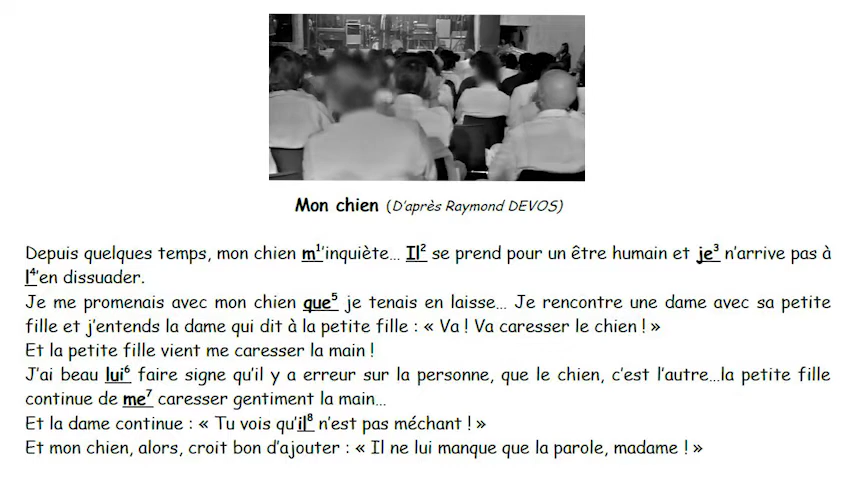 Mon chien (D'après Raymond DEVOS)
Depuis quelques temps, mon chien m¹'inquiète... Il² se prend pour un être humain et je³ n'arrive pas à
l⁴'en dissuader.
Je me promenais avec mon chien que⁵ je tenais en laisse... Je rencontre une dame avec sa petite
fille et j'entends la dame qui dit à la petite fille : « Va ! Va caresser le chien ! »
Et la petite fille vient me caresser la main !
J'ai beau lui⁶ faire signe qu'il y a erreur sur la personne, que le chien, c'est l'autre...la petite fille
continue de me⁷ caresser gentiment la main...
Et la dame continue : « Tu vois qu'il⁸ n'est pas méchant ! »
Et mon chien, alors, croit bon d'ajouter : « Il ne lui manque que la parole, madame ! »